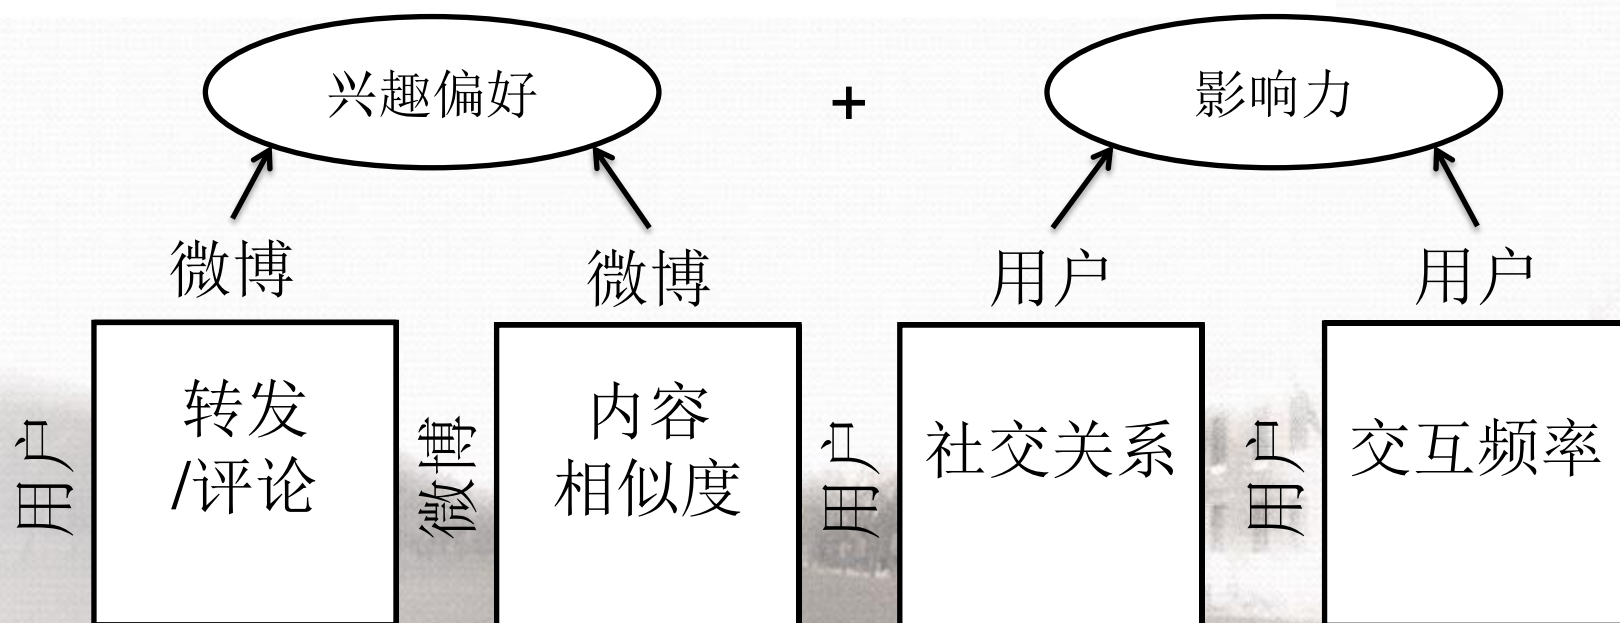 兴趣偏好
+
影响力
微博
微博
用户
用户
用户
转发
/评论
微博
内容
相似度
用户
社交关系
用户
交互频率